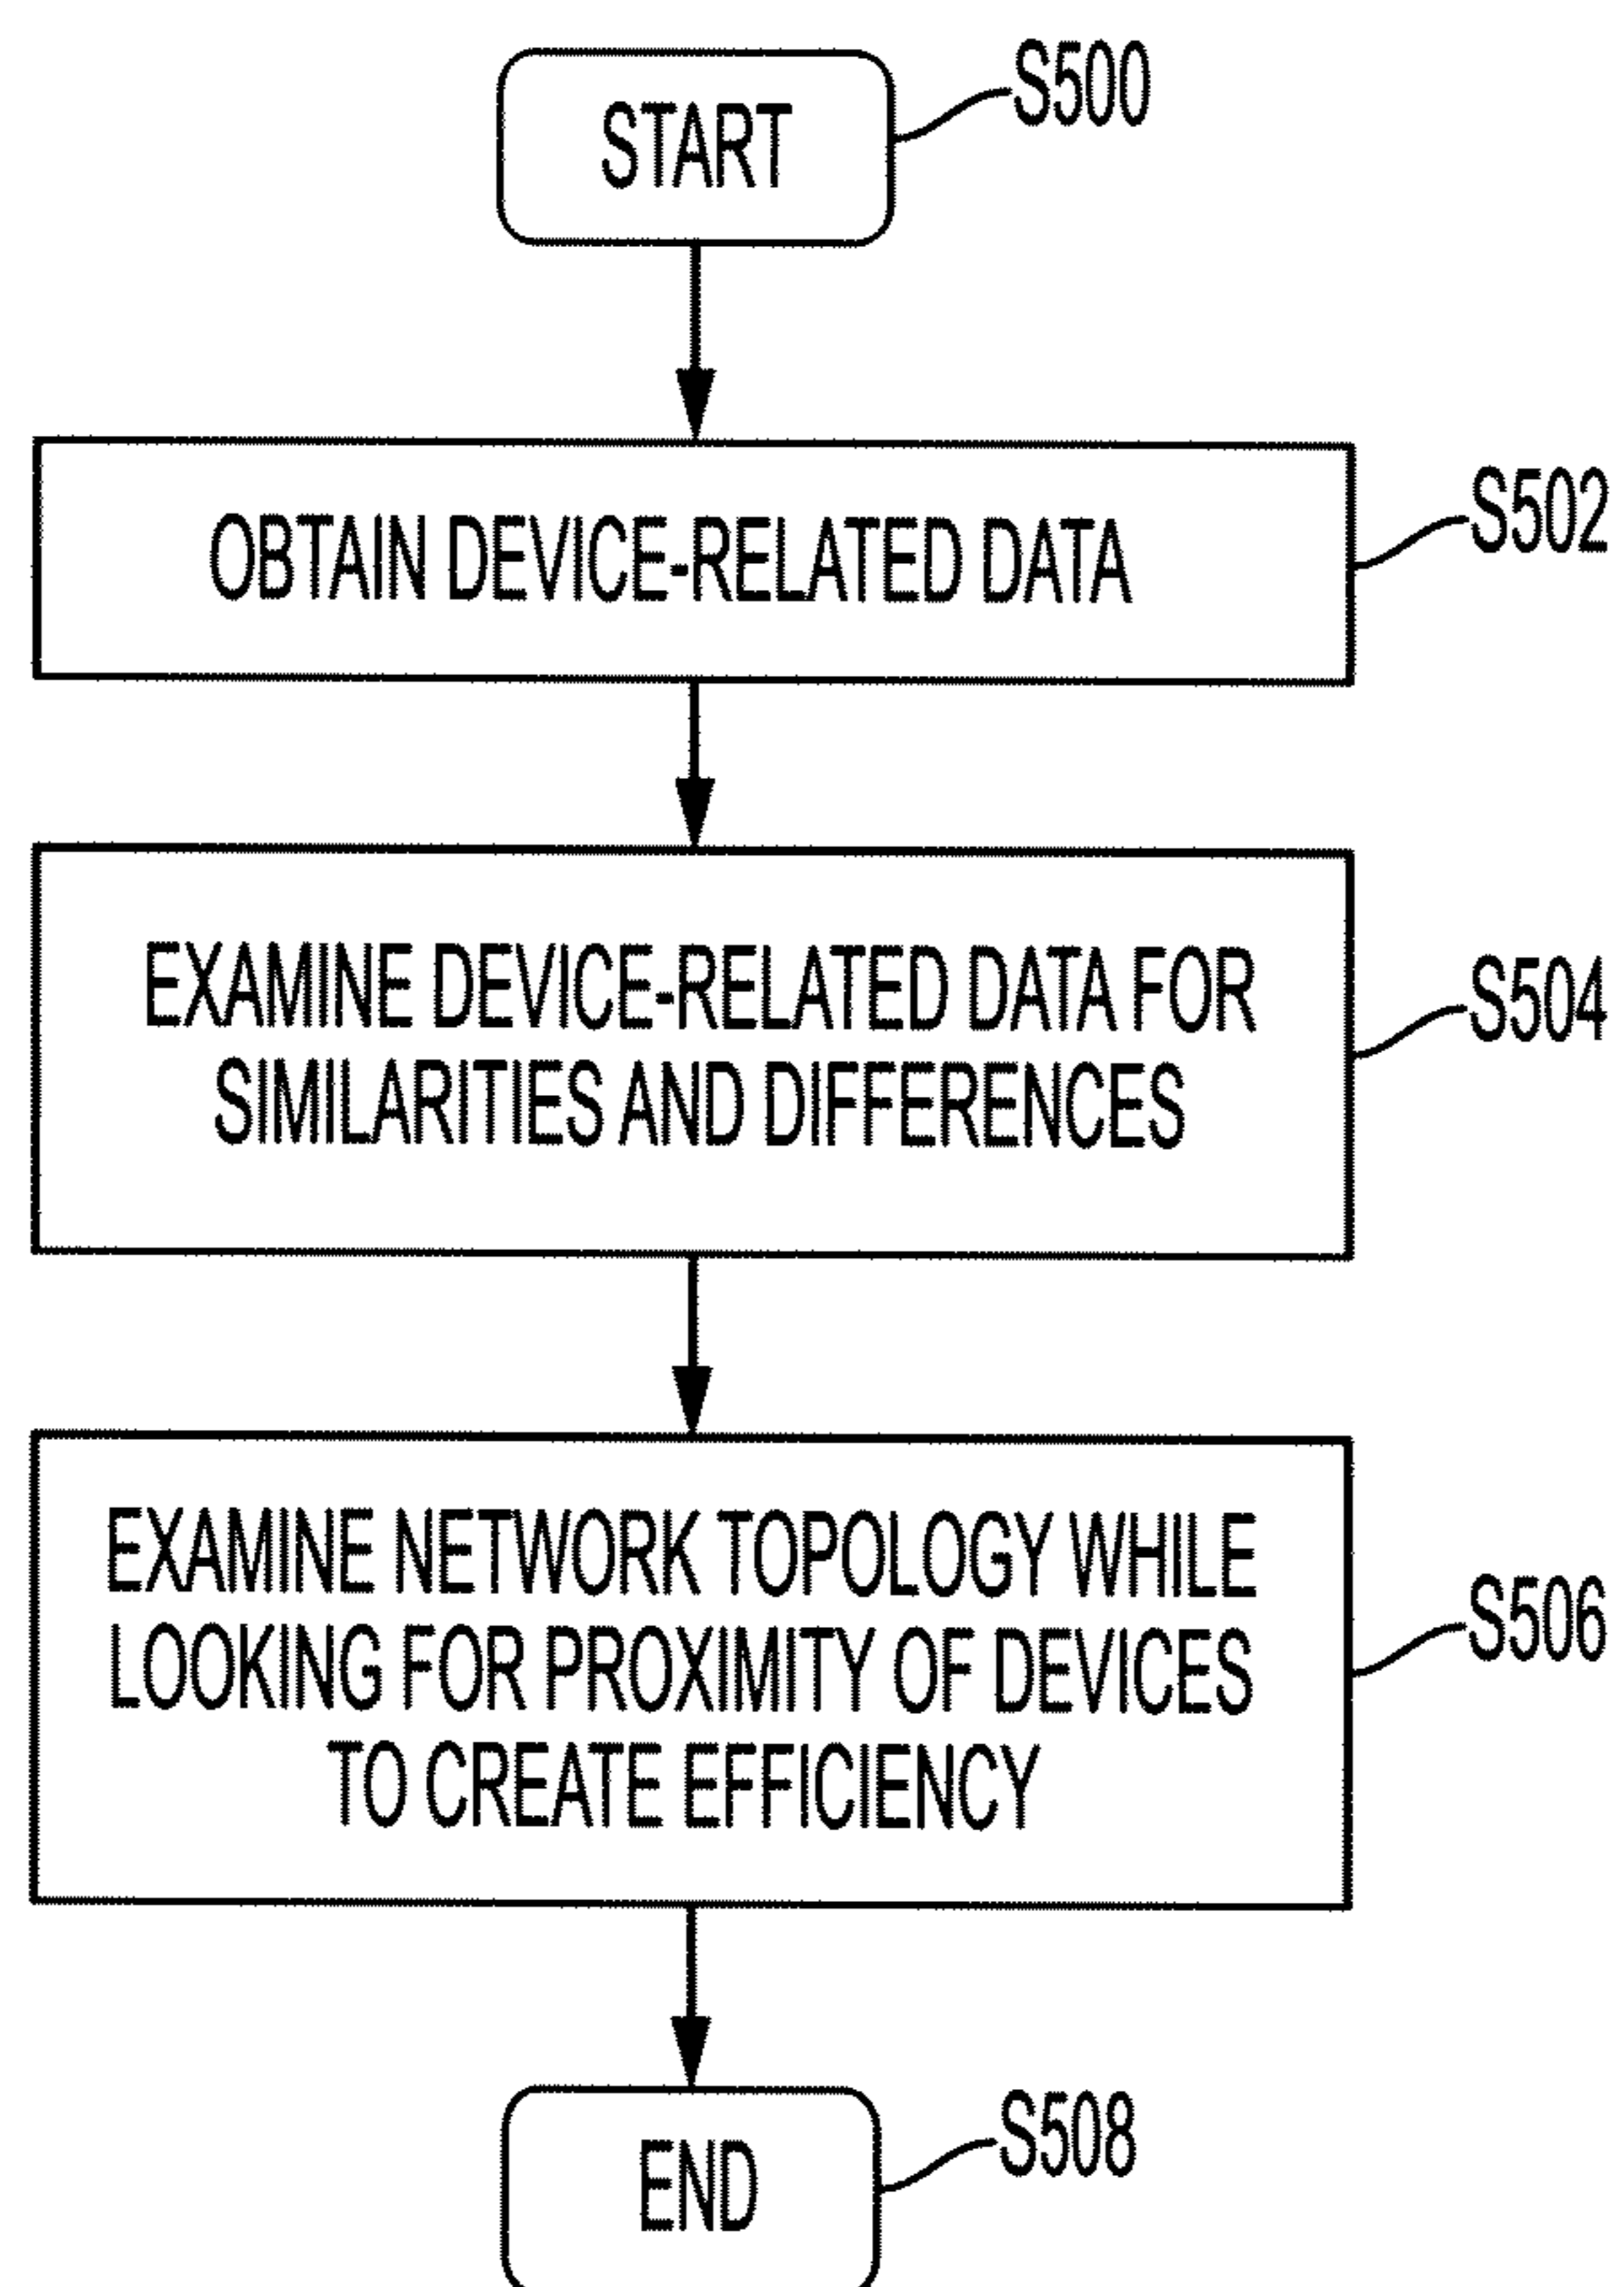 START
S500
OBTAIN DEVICE-RELATED DATA
S502
EXAMINE DEVICE-RELATED DATA FOR
SIMILARITIES AND DIFFERENCES
S504
EXAMINE NETWORK TOPOLOGY WHILE
LOOKING FOR PROXIMITY OF DEVICES
TO CREATE EFFICIENCY
S506
END
S508